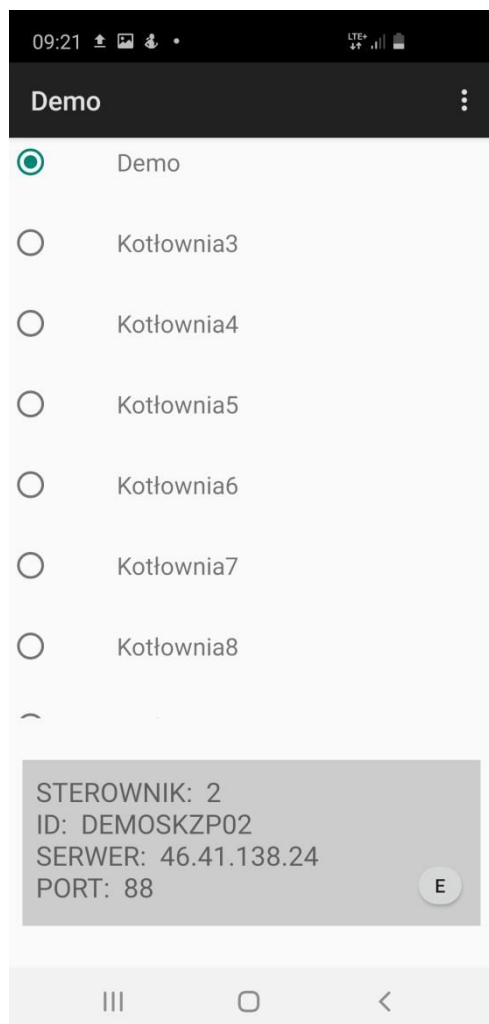 09:21
LTE+
Demo
Demo
Kotłownia3
Kotłownia4
Kotłownia5
Kotłownia6
Kotłownia7
Kotłownia8
STEROWNIK: 2
ID: DEMOSKZP02
SERWER: 46.41.138.24
PORT: 88
E